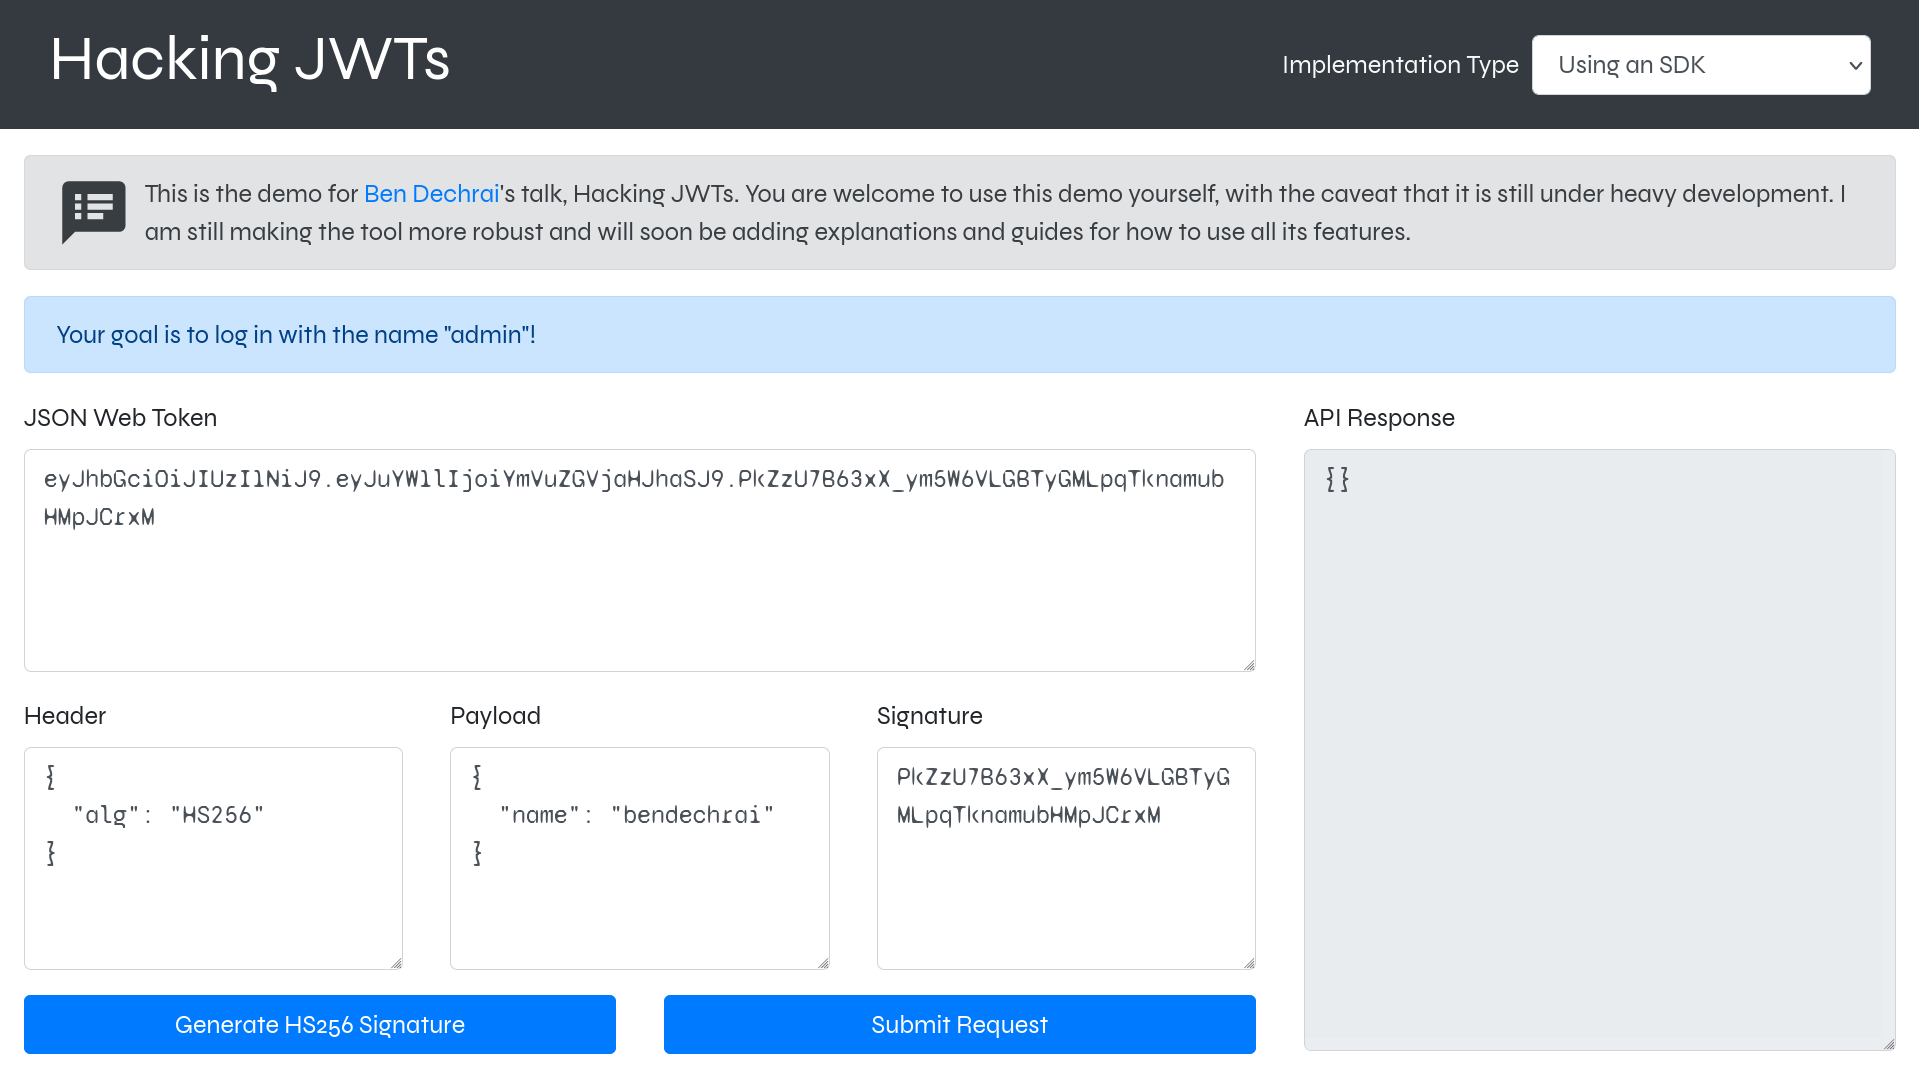 Hacking JWTs
Implementation Type
Using an SDK
This is the demo for Ben Dechrai's talk, Hacking JWTs. You are welcome to use this demo yourself, with the caveat that it is still under heavy development. I
am still making the tool more robust and will soon be adding explanations and guides for how to use all its features.
Your goal is to log in with the name "admin"!
JSON Web Token
eyJhbGciOiJIUzI1NiJ9.eyJuYW1lIjoiYmVuZGVjaHJhaSJ9.PkZzU7B63xX_ym5W6VLGBTyGMLpqTknamub
HMpJCrxM
API Response
{}
Header
{
"alg": "HS256"
}
Payload
{
"name": "bendechrai"
}
Signature
PkZzU7B63xX_ym5W6VLGBTyG
MLpqTknamubHMpJCrxM
Generate HS256 Signature
Submit Request